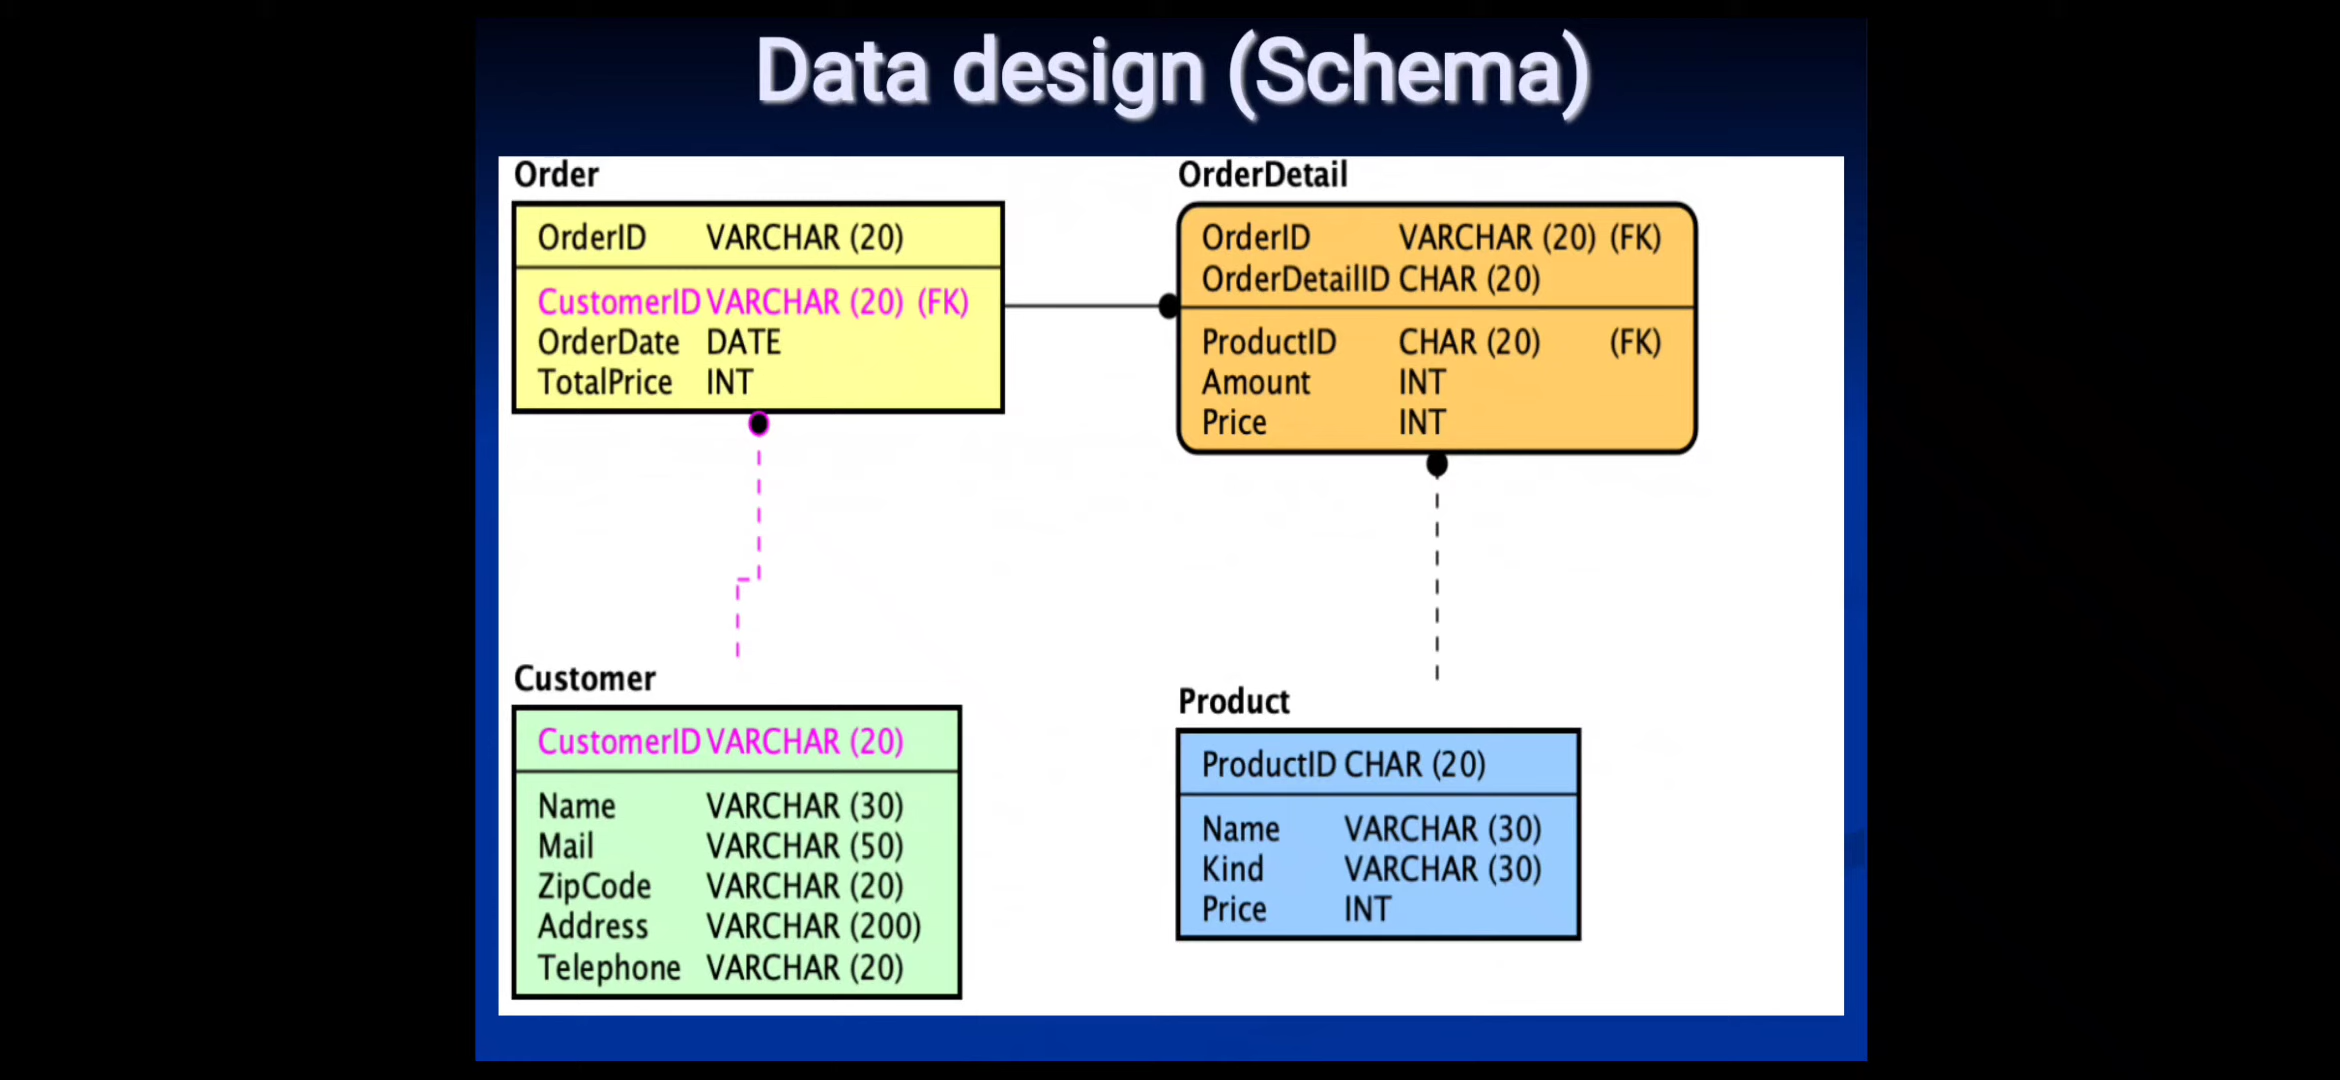 Data design (Schema)
Order
OrderID VARCHAR (20)
CustomerID VARCHAR (20) (FK)
OrderDate DATE
TotalPrice INT
OrderDetail
OrderID VARCHAR (20) (FK)
OrderDetailID CHAR (20)
ProductID CHAR (20) (FK)
Amount INT
Price INT
Customer
CustomerID VARCHAR (20)
Name VARCHAR (30)
Mail VARCHAR (50)
ZipCode VARCHAR (20)
Address VARCHAR (200)
Telephone VARCHAR (20)
Product
ProductID CHAR (20)
Name VARCHAR (30)
Kind VARCHAR (30)
Price INT